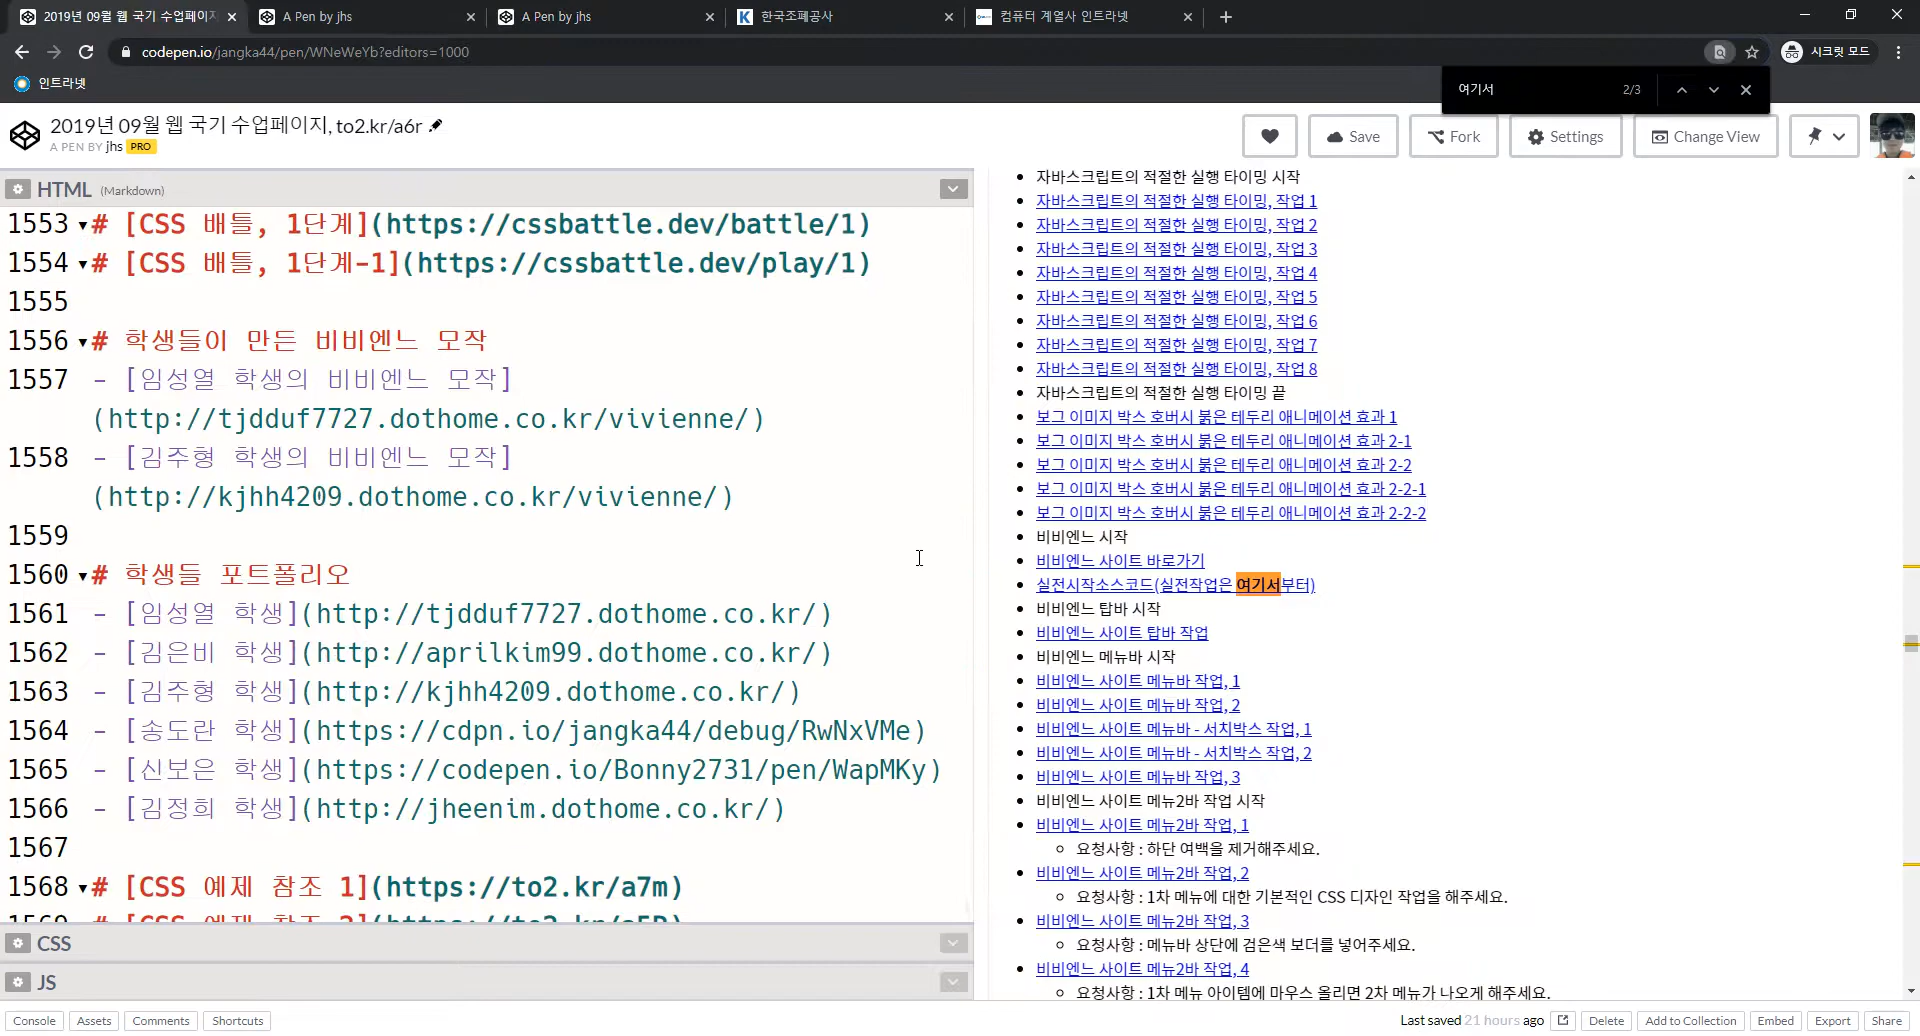 2019년 09월 웹 국기 수업페이지
A Pen by jhs
A Pen by jhs
한국조폐공사
컴퓨터 계열사 인트라넷
codepen.io/jangka44/pen/WNeWeYb?editors=1000
시크릿 모드
인트라넷
여기서
2/3
2019년 09월 웹 국기 수업페이지, to2.kr/a6r
A PEN BY jhs PRO
Save
Fork
Settings
Change View
HTML (Markdown)
1553 # [CSS 배틀, 1단계](https://cssbattle.dev/battle/1)
1554 # [CSS 배틀, 1단계-1](https://cssbattle.dev/play/1)
1555
1556 # 학생들이 만든 비비엔느 모작
1557 - [임성열 학생의 비비엔느 모작]
(http://tjdduf7727.dothome.co.kr/vivienne/)
1558 - [김주형 학생의 비비엔느 모작]
(http://kjhh4209.dothome.co.kr/vivienne/)
1559
1560 # 학생들 포트폴리오
1561 - [임성열 학생](http://tjdduf7727.dothome.co.kr/)
1562 - [김은비 학생](http://aprilkim99.dothome.co.kr/)
1563 - [김주형 학생](http://kjhh4209.dothome.co.kr/)
1564 - [송도란 학생](https://cdpn.io/jangka44/debug/RwNxVMe)
1565 - [신보은 학생](https://codepen.io/Bonny2731/pen/WapMKy)
1566 - [김정희 학생](http://jheenim.dothome.co.kr/)
1567
1568 # [CSS 예제 참조 1](https://to2.kr/a7m)
CSS
JS
자바스크립트의 적절한 실행 타이밍 시작
자바스크립트의 적절한 실행 타이밍, 작업 1
자바스크립트의 적절한 실행 타이밍, 작업 2
자바스크립트의 적절한 실행 타이밍, 작업 3
자바스크립트의 적절한 실행 타이밍, 작업 4
자바스크립트의 적절한 실행 타이밍, 작업 5
자바스크립트의 적절한 실행 타이밍, 작업 6
자바스크립트의 적절한 실행 타이밍, 작업 7
자바스크립트의 적절한 실행 타이밍, 작업 8
자바스크립트의 적절한 실행 타이밍 끝
보그 이미지 박스 호버시 붉은 테두리 애니메이션 효과 1
보그 이미지 박스 호버시 붉은 테두리 애니메이션 효과 2-1
보그 이미지 박스 호버시 붉은 테두리 애니메이션 효과 2-2
보그 이미지 박스 호버시 붉은 테두리 애니메이션 효과 2-2-1
보그 이미지 박스 호버시 붉은 테두리 애니메이션 효과 2-2-2
비비엔느 시작
비비엔느 사이트 바로가기
실전시작소스코드(실전작업은 여기서부터)
비비엔느 탑바 시작
비비엔느 사이트 탑바 작업
비비엔느 메뉴바 시작
비비엔느 사이트 메뉴바 작업, 1
비비엔느 사이트 메뉴바 작업, 2
비비엔느 사이트 메뉴바 - 서치박스 작업, 1
비비엔느 사이트 메뉴바 - 서치박스 작업, 2
비비엔느 사이트 메뉴바 작업, 3
비비엔느 사이트 메뉴2바 작업 시작
비비엔느 사이트 메뉴2바 작업, 1
요청사항 : 하단 여백을 제거해주세요.
비비엔느 사이트 메뉴2바 작업, 2
요청사항 : 1차 메뉴에 대한 기본적인 CSS 디자인 작업을 해주세요.
비비엔느 사이트 메뉴2바 작업, 3
요청사항 : 메뉴바 상단에 검은색 보더를 넣어주세요.
비비엔느 사이트 메뉴2바 작업, 4
요청사항 : 1차 메뉴 아이템에 마우스 올리면 2차 메뉴가 나오게 해주세요.
Console
Assets
Comments
Shortcuts
Last saved 21 hours ago
Delete
Add to Collection
Embed
Export
Share